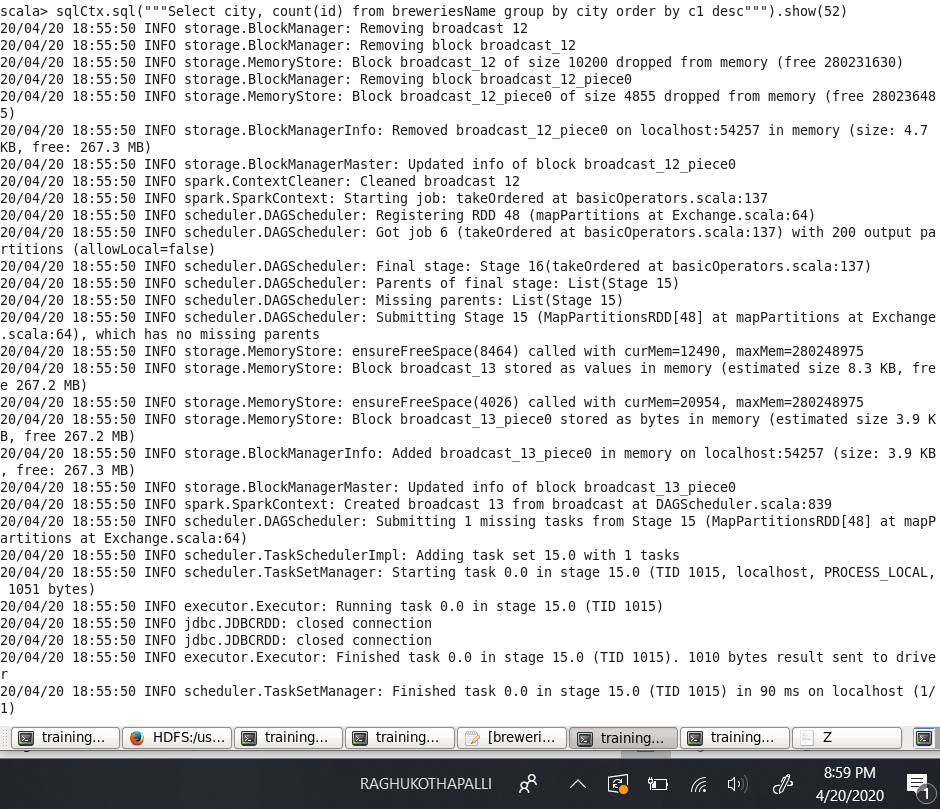 scala> sqlCtx.sql("""Select city, count(id) from breweriesName group by city order by c1 desc""").show(52)
20/04/20 18:55:50 INFO storage.BlockManager: Removing broadcast 12
20/04/20 18:55:50 INFO storage.BlockManager: Removing block broadcast_12
20/04/20 18:55:50 INFO storage.MemoryStore: Block broadcast_12 of size 10200 dropped from memory (free 280231630)
20/04/20 18:55:50 INFO storage.BlockManager: Removing block broadcast_12_piece0
20/04/20 18:55:50 INFO storage.MemoryStore: Block broadcast_12_piece0 of size 4855 dropped from memory (free 28023648
5)
20/04/20 18:55:50 INFO storage.BlockManagerInfo: Removed broadcast_12_piece0 on localhost:54257 in memory (size: 4.7
KB, free: 267.3 MB)
20/04/20 18:55:50 INFO storage.BlockManagerMaster: Updated info of block broadcast_12_piece0
20/04/20 18:55:50 INFO spark.ContextCleaner: Cleaned broadcast 12
20/04/20 18:55:50 INFO spark.SparkContext: Starting job: takeOrdered at basicOperators.scala:137
20/04/20 18:55:50 INFO scheduler.DAGScheduler: Registering RDD 48 (mapPartitions at Exchange.scala:64)
20/04/20 18:55:50 INFO scheduler.DAGScheduler: Got job 6 (takeOrdered at basicOperators.scala:137) with 200 output pa
rtitions (allowLocal=false)
20/04/20 18:55:50 INFO scheduler.DAGScheduler: Final stage: Stage 16(takeOrdered at basicOperators.scala:137)
20/04/20 18:55:50 INFO scheduler.DAGScheduler: Parents of final stage: List(Stage 15)
20/04/20 18:55:50 INFO scheduler.DAGScheduler: Missing parents: List(Stage 15)
20/04/20 18:55:50 INFO scheduler.DAGScheduler: Submitting Stage 15 (MapPartitionsRDD[48] at mapPartitions at Exchange
.scala:64), which has no missing parents
20/04/20 18:55:50 INFO storage.MemoryStore: ensureFreeSpace(8464) called with curMem=12490, maxMem=280248975
20/04/20 18:55:50 INFO storage.MemoryStore: Block broadcast_13 stored as values in memory (estimated size 8.3 KB, fre
e 267.2 MB)
20/04/20 18:55:50 INFO storage.MemoryStore: ensureFreeSpace(4026) called with curMem=20954, maxMem=280248975
20/04/20 18:55:50 INFO storage.MemoryStore: Block broadcast_13_piece0 stored as bytes in memory (estimated size 3.9 K
B, free 267.2 MB)
20/04/20 18:55:50 INFO storage.BlockManagerInfo: Added broadcast_13_piece0 in memory on localhost:54257 (size: 3.9 KB
, free: 267.3 MB)
20/04/20 18:55:50 INFO storage.BlockManagerMaster: Updated info of block broadcast_13_piece0
20/04/20 18:55:50 INFO spark.SparkContext: Created broadcast 13 from broadcast at DAGScheduler.scala:839
20/04/20 18:55:50 INFO scheduler.DAGScheduler: Submitting 1 missing tasks from Stage 15 (MapPartitionsRDD[48] at mapP
artitions at Exchange.scala:64)
20/04/20 18:55:50 INFO scheduler.TaskSchedulerImpl: Adding task set 15.0 with 1 tasks
20/04/20 18:55:50 INFO scheduler.TaskSetManager: Starting task 0.0 in stage 15.0 (TID 1015, localhost, PROCESS_LOCAL,
 1051 bytes)
20/04/20 18:55:50 INFO executor.Executor: Running task 0.0 in stage 15.0 (TID 1015)
20/04/20 18:55:50 INFO jdbc.JDBCRDD: closed connection
20/04/20 18:55:50 INFO jdbc.JDBCRDD: closed connection
20/04/20 18:55:50 INFO executor.Executor: Finished task 0.0 in stage 15.0 (TID 1015). 1010 bytes result sent to drive
r
20/04/20 18:55:50 INFO scheduler.TaskSetManager: Finished task 0.0 in stage 15.0 (TID 1015) in 90 ms on localhost (1/
1)
training... HDFS:/us... training... training... [breweri... training... training... Z
RAGHUKOTHAPALLI
8:59 PM
4/20/2020
1